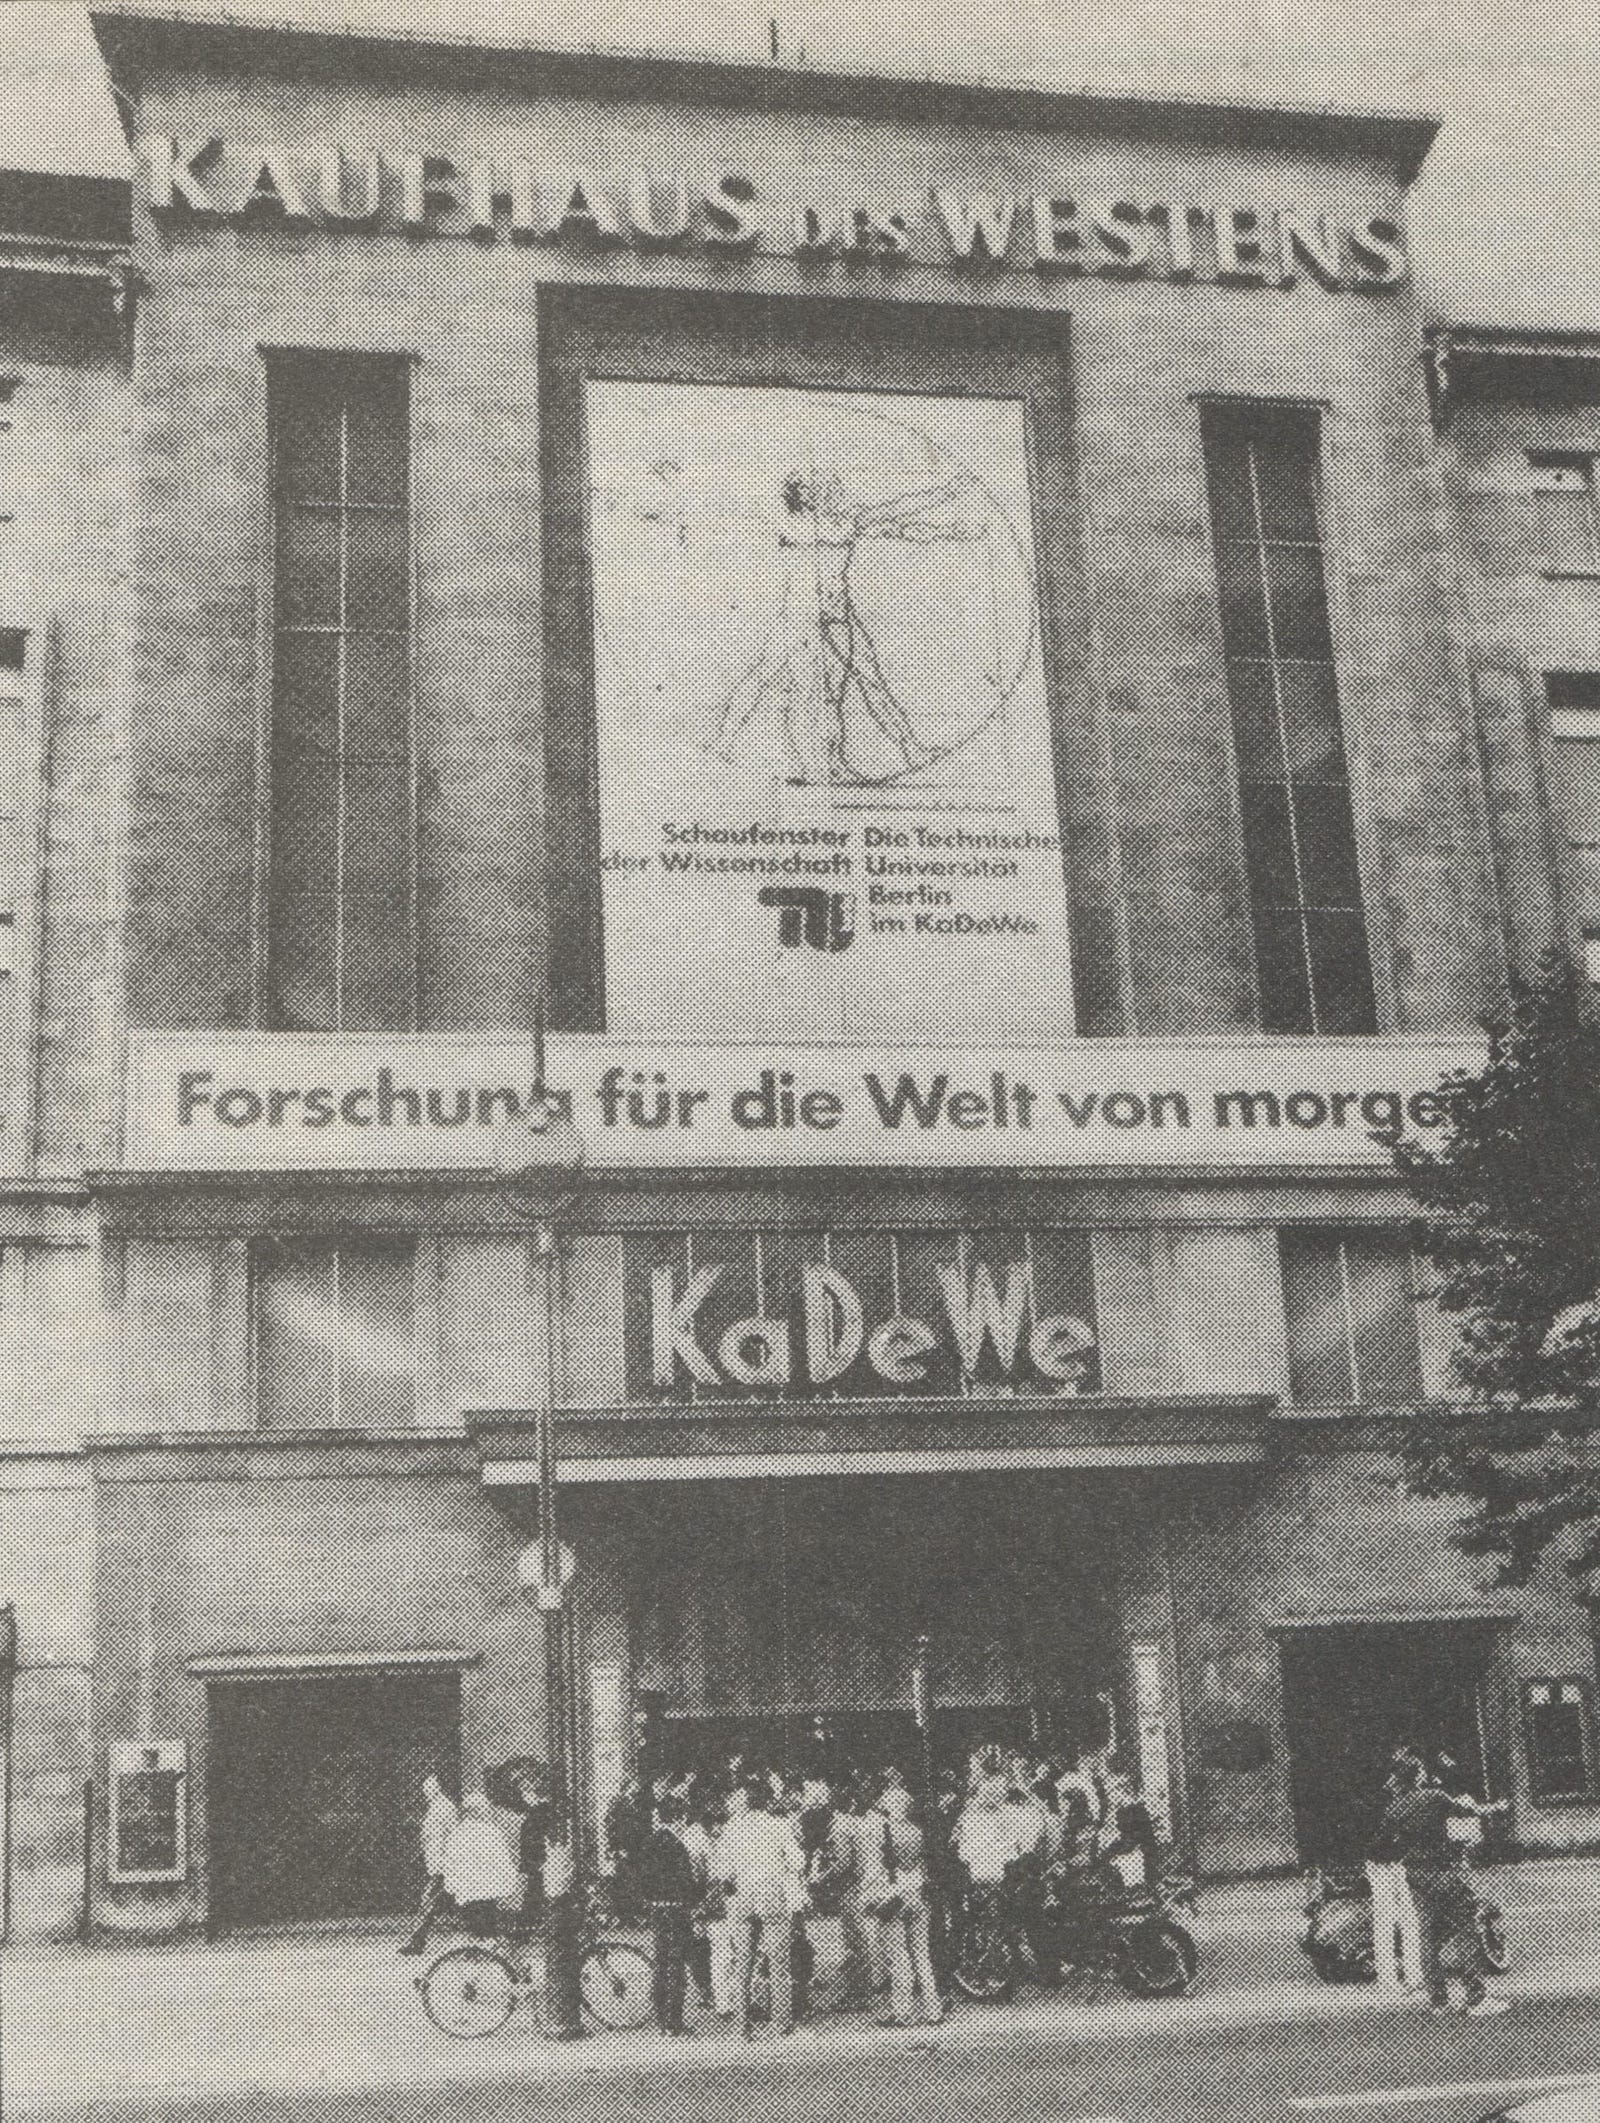 KAUFHAUS DES WESTENS
Schaufenster Die Technische
der Wissenschaft Universität
TU Berlin
im KaDeWe
Forschung für die Welt von morgen
KaDeWe